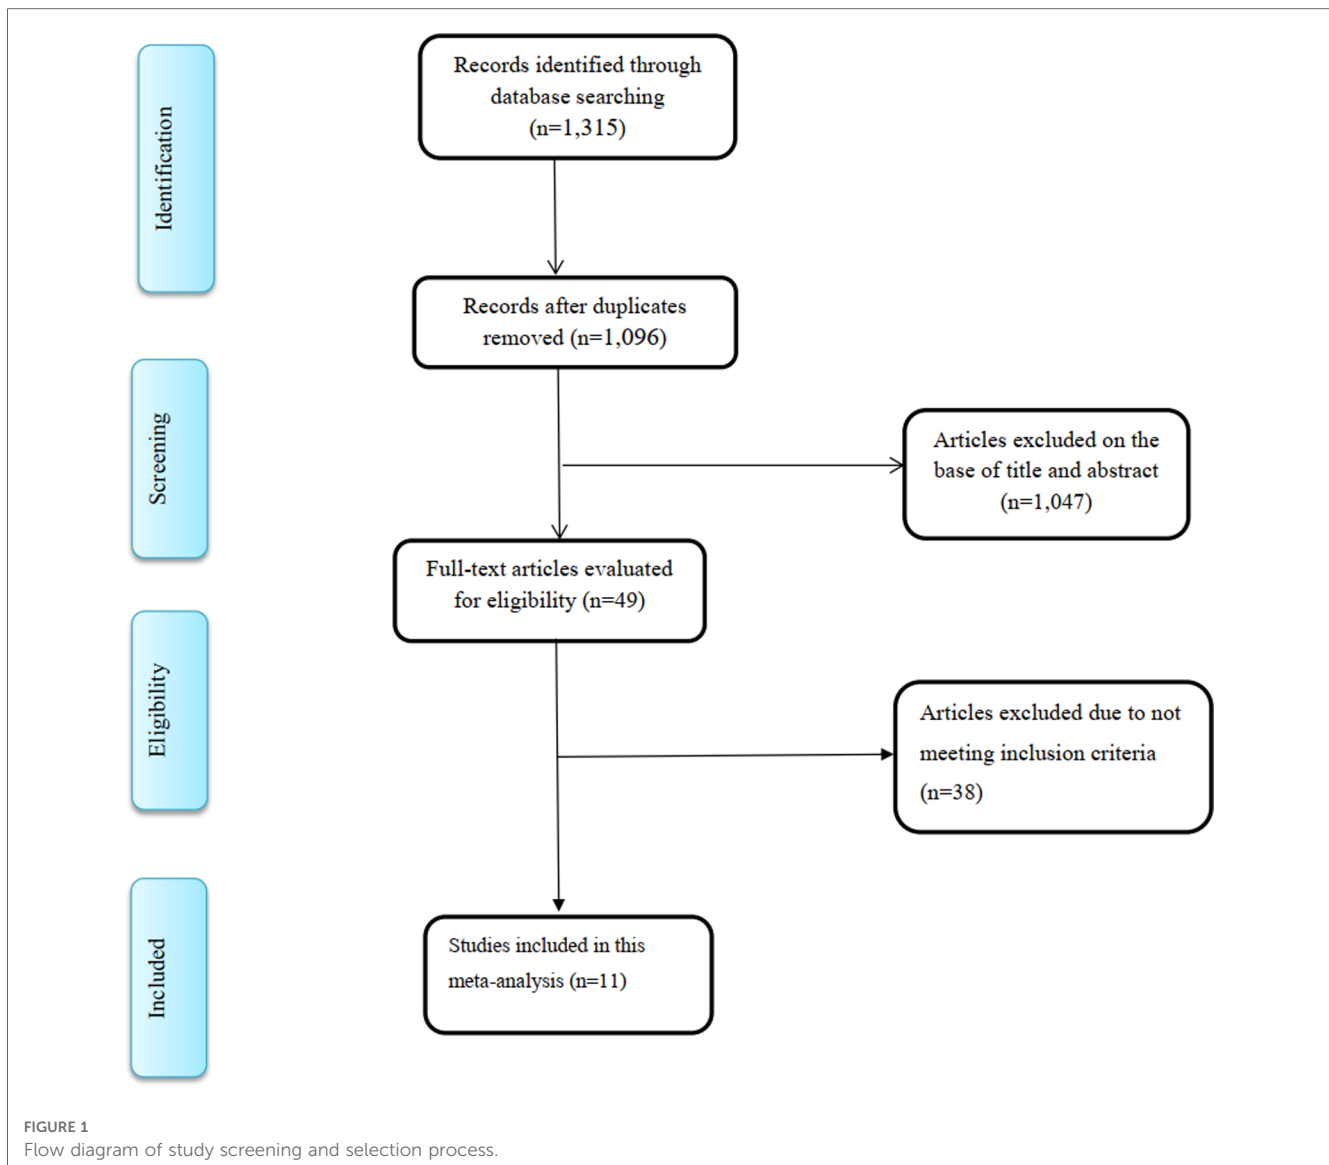 Identification
Records identified through
database searching
(n=1,315)
Records after duplicates
removed (n=1,096)
Screening
Articles excluded on the
base of title and abstract
(n=1,047)
Full-text articles evaluated
for eligibility (n=49)
Eligibility
Articles excluded due to not
meeting inclusion criteria
(n=38)
Included
Studies included in this
meta-analysis (n=11)
FIGURE 1
Flow diagram of study screening and selection process.